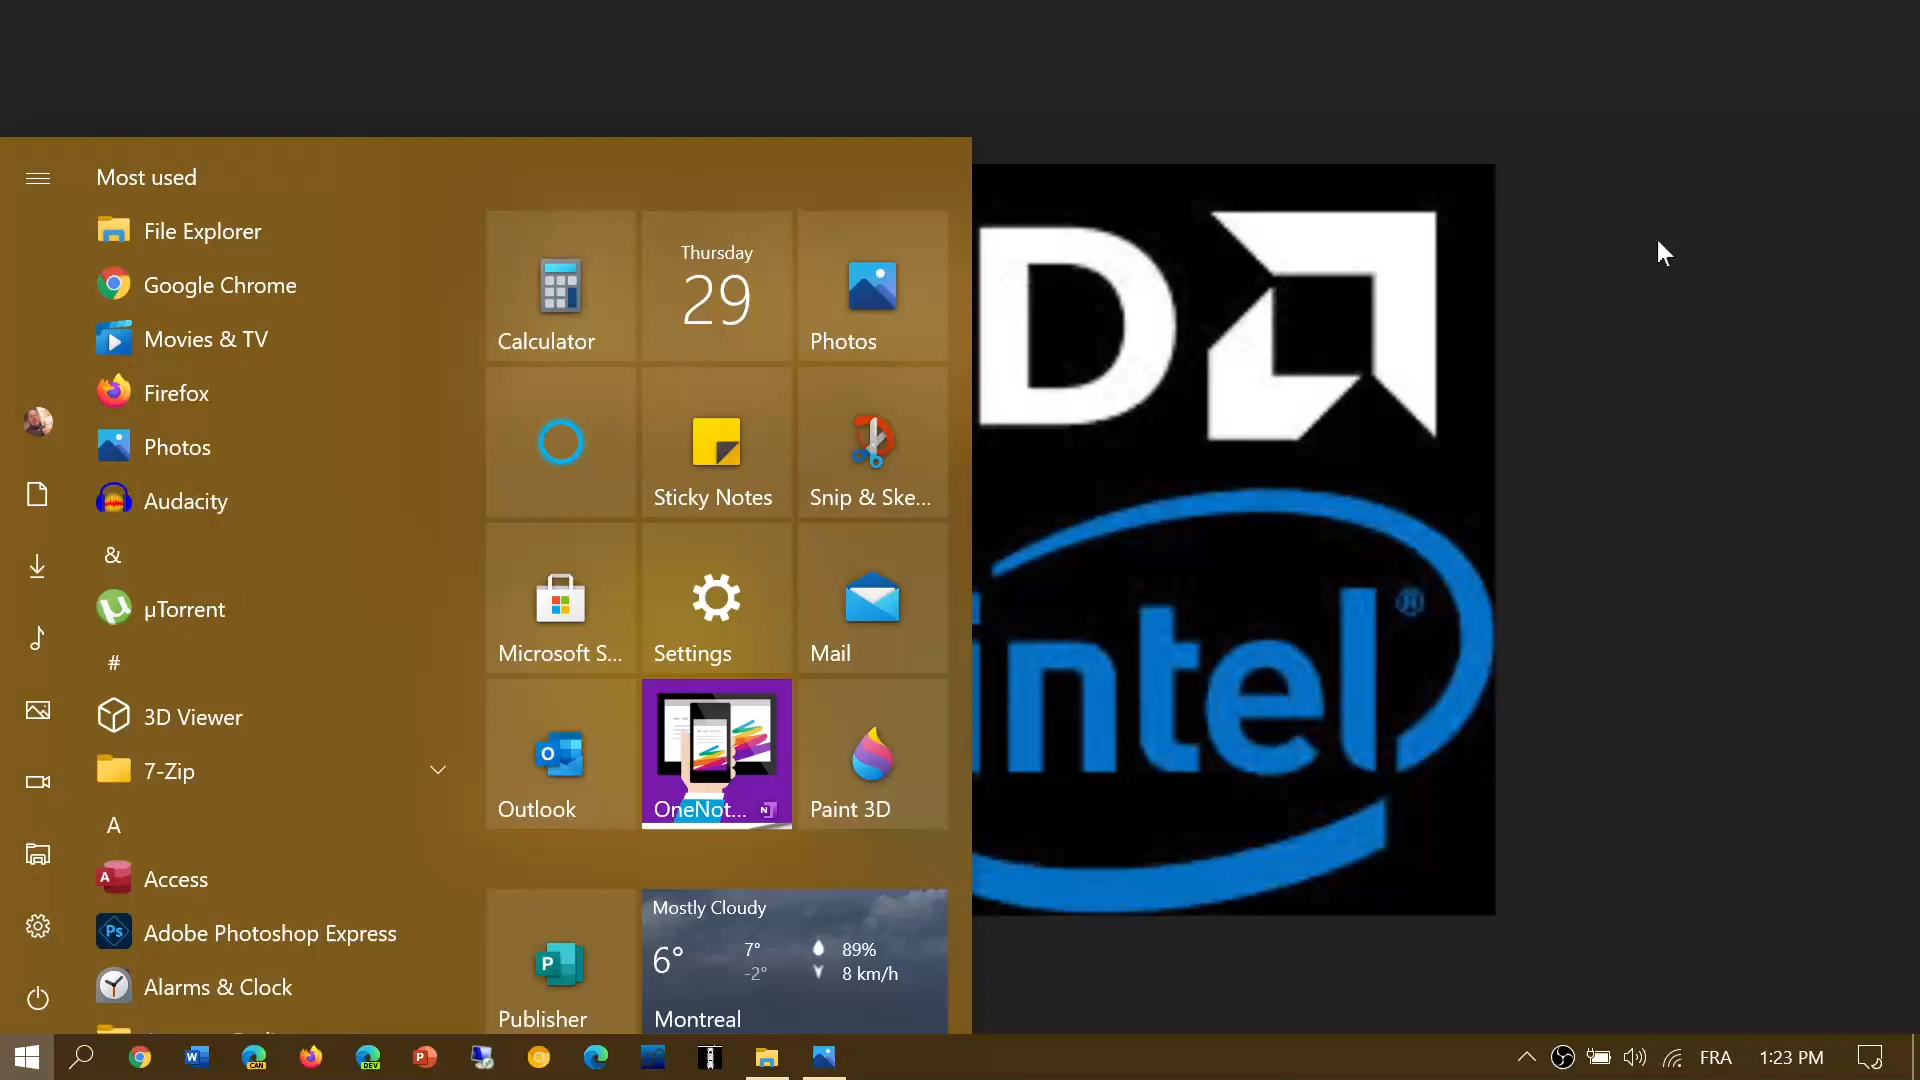 Most used
File Explorer
Google Chrome
Movies & TV
Firefox
Photos
Audacity
&
µTorrent
#
3D Viewer
7-Zip
A
Access
Adobe Photoshop Express
Alarms & Clock
Calculator
Thursday
29
Photos
Sticky Notes
Snip & Ske...
Microsoft S...
Settings
Mail
Outlook
OneNot...
Paint 3D
Publisher
Mostly Cloudy
6°
7°
-2°
89%
8 km/h
Montreal
D
intel®
CAN
DEV
FRA
1:23 PM